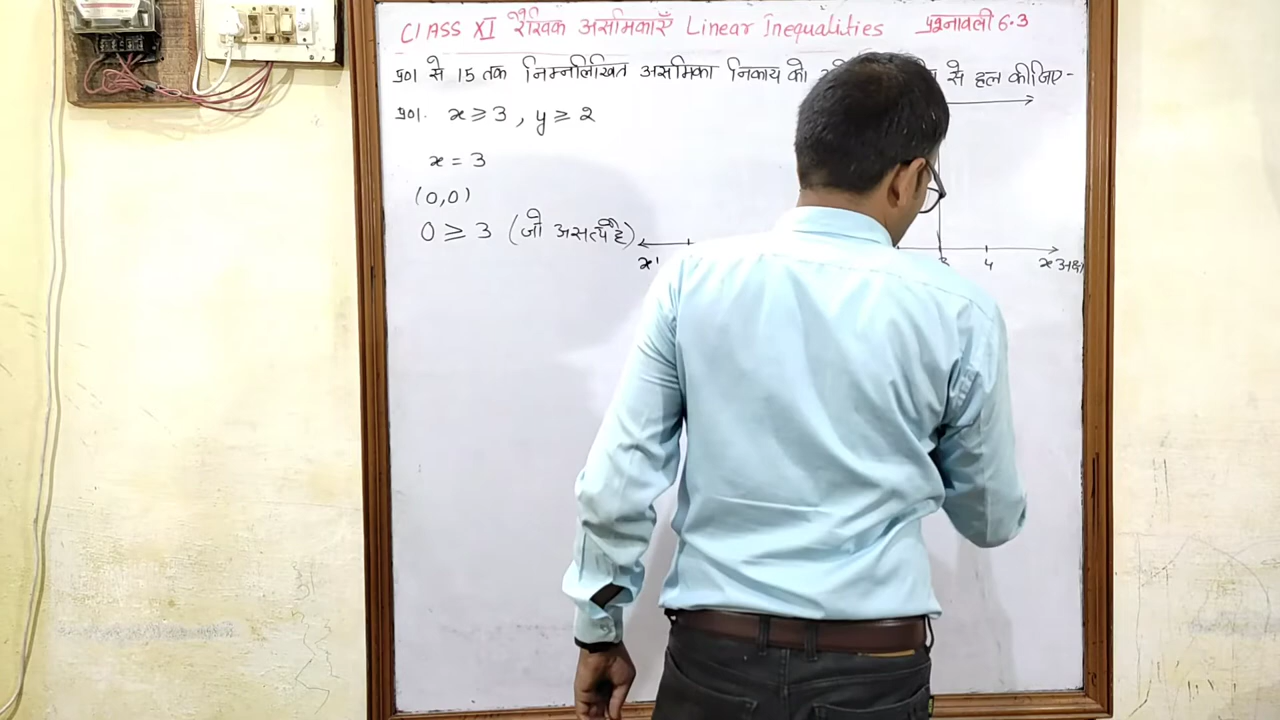 CLASS XI रैखिक असमिकाएँ Linear Inequalities प्रश्नावली 6.3
प्र01 से 15 तक निम्नलिखित असमिका निकाय को से हल कीजिए-
प्र01. x ≥ 3 , y ≥ 2
x = 3
(0,0)
0 ≥ 3 (जो असत्य है)
x' 4 x अक्ष